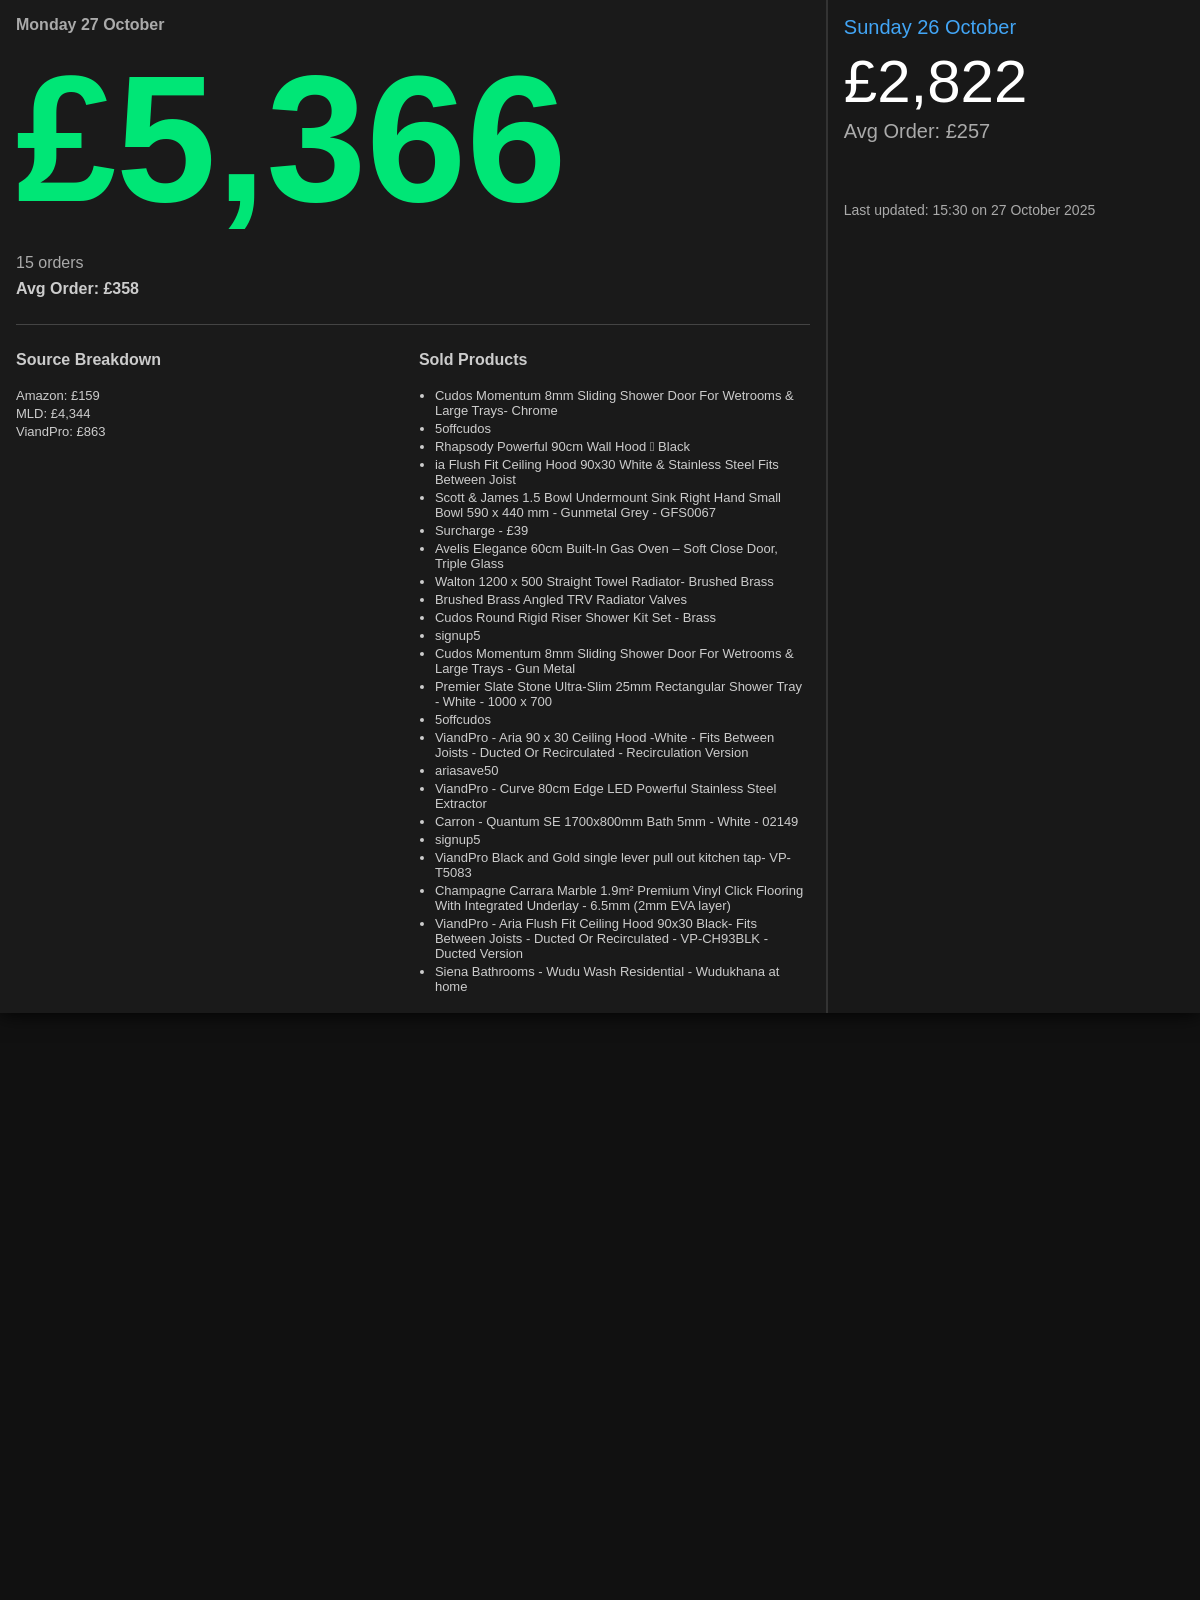 Monday 27 October
£5,366
15 orders
Avg Order: £358
Source Breakdown
Amazon: £159
MLD: £4,344
ViandPro: £863
Sold Products
• Cudos Momentum 8mm Sliding Shower Door For Wetrooms &
Large Trays- Chrome
• 5offcudos
• Rhapsody Powerful 90cm Wall Hood  Black
• ia Flush Fit Ceiling Hood 90x30 White & Stainless Steel Fits
Between Joist
• Scott & James 1.5 Bowl Undermount Sink Right Hand Small
Bowl 590 x 440 mm - Gunmetal Grey - GFS0067
• Surcharge - £39
• Avelis Elegance 60cm Built-In Gas Oven – Soft Close Door,
Triple Glass
• Walton 1200 x 500 Straight Towel Radiator- Brushed Brass
• Brushed Brass Angled TRV Radiator Valves
• Cudos Round Rigid Riser Shower Kit Set - Brass
• signup5
• Cudos Momentum 8mm Sliding Shower Door For Wetrooms &
Large Trays - Gun Metal
• Premier Slate Stone Ultra-Slim 25mm Rectangular Shower Tray
- White - 1000 x 700
• 5offcudos
• ViandPro - Aria 90 x 30 Ceiling Hood -White - Fits Between
Joists - Ducted Or Recirculated - Recirculation Version
• ariasave50
• ViandPro - Curve 80cm Edge LED Powerful Stainless Steel
Extractor
• Carron - Quantum SE 1700x800mm Bath 5mm - White - 02149
• signup5
• ViandPro Black and Gold single lever pull out kitchen tap- VP-
T5083
• Champagne Carrara Marble 1.9m² Premium Vinyl Click Flooring
With Integrated Underlay - 6.5mm (2mm EVA layer)
• ViandPro - Aria Flush Fit Ceiling Hood 90x30 Black- Fits
Between Joists - Ducted Or Recirculated - VP-CH93BLK -
Ducted Version
• Siena Bathrooms - Wudu Wash Residential - Wudukhana at
home
Sunday 26 October
£2,822
Avg Order: £257
Last updated: 15:30 on 27 October 2025